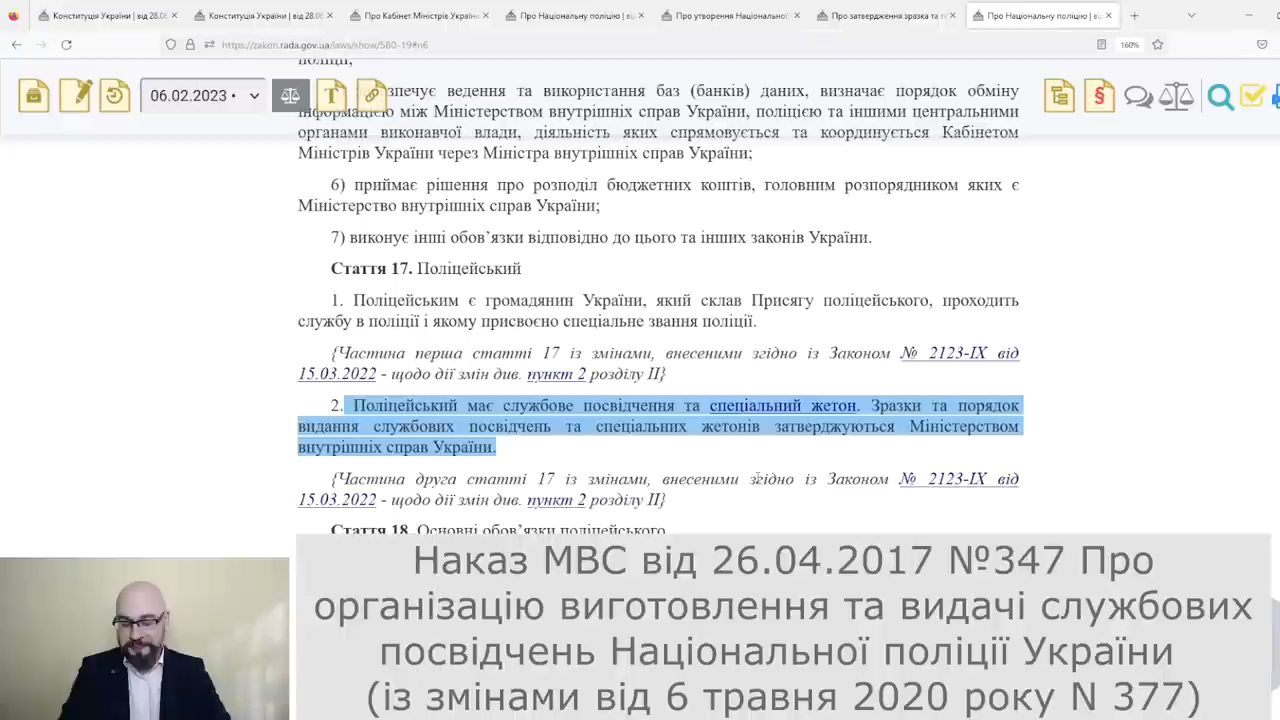 Конституція України | від 28.06
Конституція України | від 28.06
Про Кабінет Міністрів України
Про Національну поліцію | від
Про утворення Національної
Про затвердження зразка та т
Про Національну поліцію | від
https://zakon.rada.gov.ua/laws/show/580-19#n6
160%
06.02.2023 •
поліції;
печує ведення та використання баз (банків) даних, визначає порядок обміну
інформацією між Міністерством внутрішніх справ України, поліцією та іншими центральними
органами виконавчої влади, діяльність яких спрямовується та координується Кабінетом
Міністрів України через Міністра внутрішніх справ України;
6) приймає рішення про розподіл бюджетних коштів, головним розпорядником яких є
Міністерство внутрішніх справ України;
7) виконує інші обов’язки відповідно до цього та інших законів України.
Стаття 17. Поліцейський
1. Поліцейським є громадянин України, який склав Присягу поліцейського, проходить
службу в поліції і якому присвоєно спеціальне звання поліції.
{Частина перша статті 17 із змінами, внесеними згідно із Законом № 2123-IX від
15.03.2022 - щодо дії змін див. пункт 2 розділу II}
2. Поліцейський має службове посвідчення та спеціальний жетон. Зразки та порядок
видання службових посвідчень та спеціальних жетонів затверджуються Міністерством
внутрішніх справ України.
{Частина друга статті 17 із змінами, внесеними згідно із Законом № 2123-IX від
15.03.2022 - щодо дії змін див. пункт 2 розділу II}
Стаття 18. Основні обов’язки поліцейського
Наказ МВС від 26.04.2017 №347 Про
організацію виготовлення та видачі службових
посвідчень Національної поліції України
(із змінами від 6 травня 2020 року N 377)